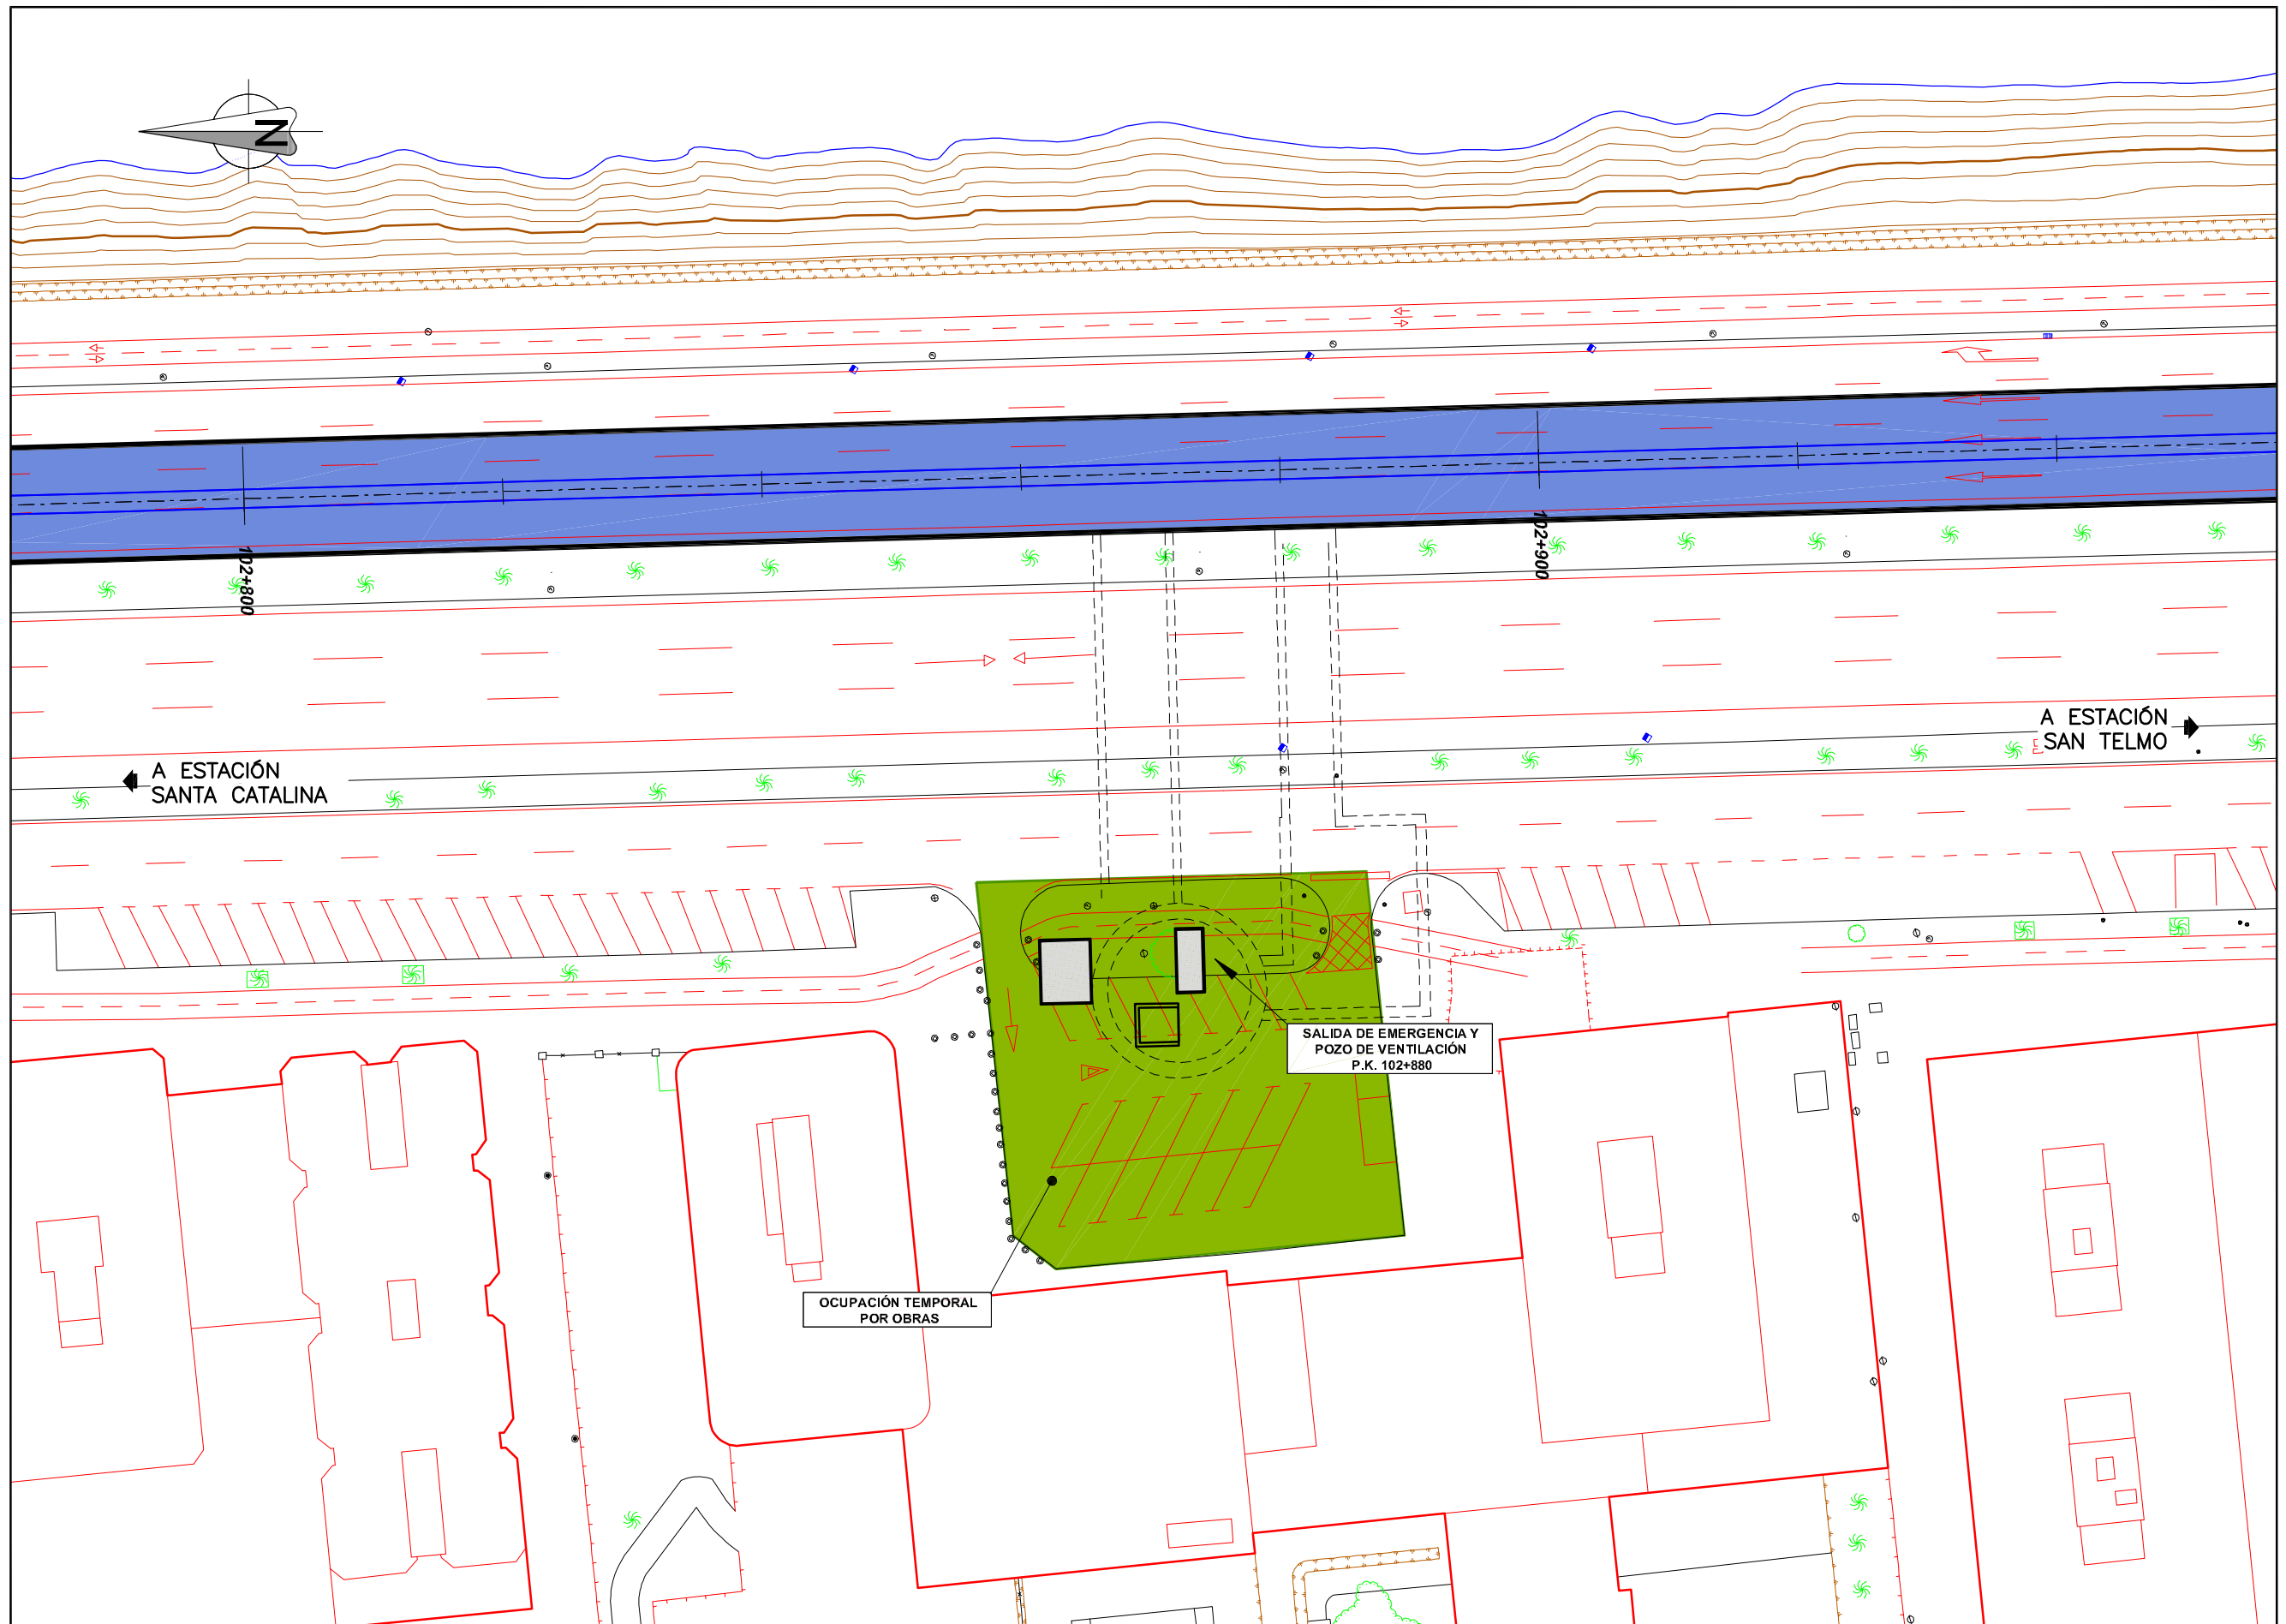 N
102+800
102+900
A ESTACIÓN
SAN TELMO
A ESTACIÓN
SANTA CATALINA
SALIDA DE EMERGENCIA Y
POZO DE VENTILACIÓN
P.K. 102+880
OCUPACIÓN TEMPORAL
POR OBRAS